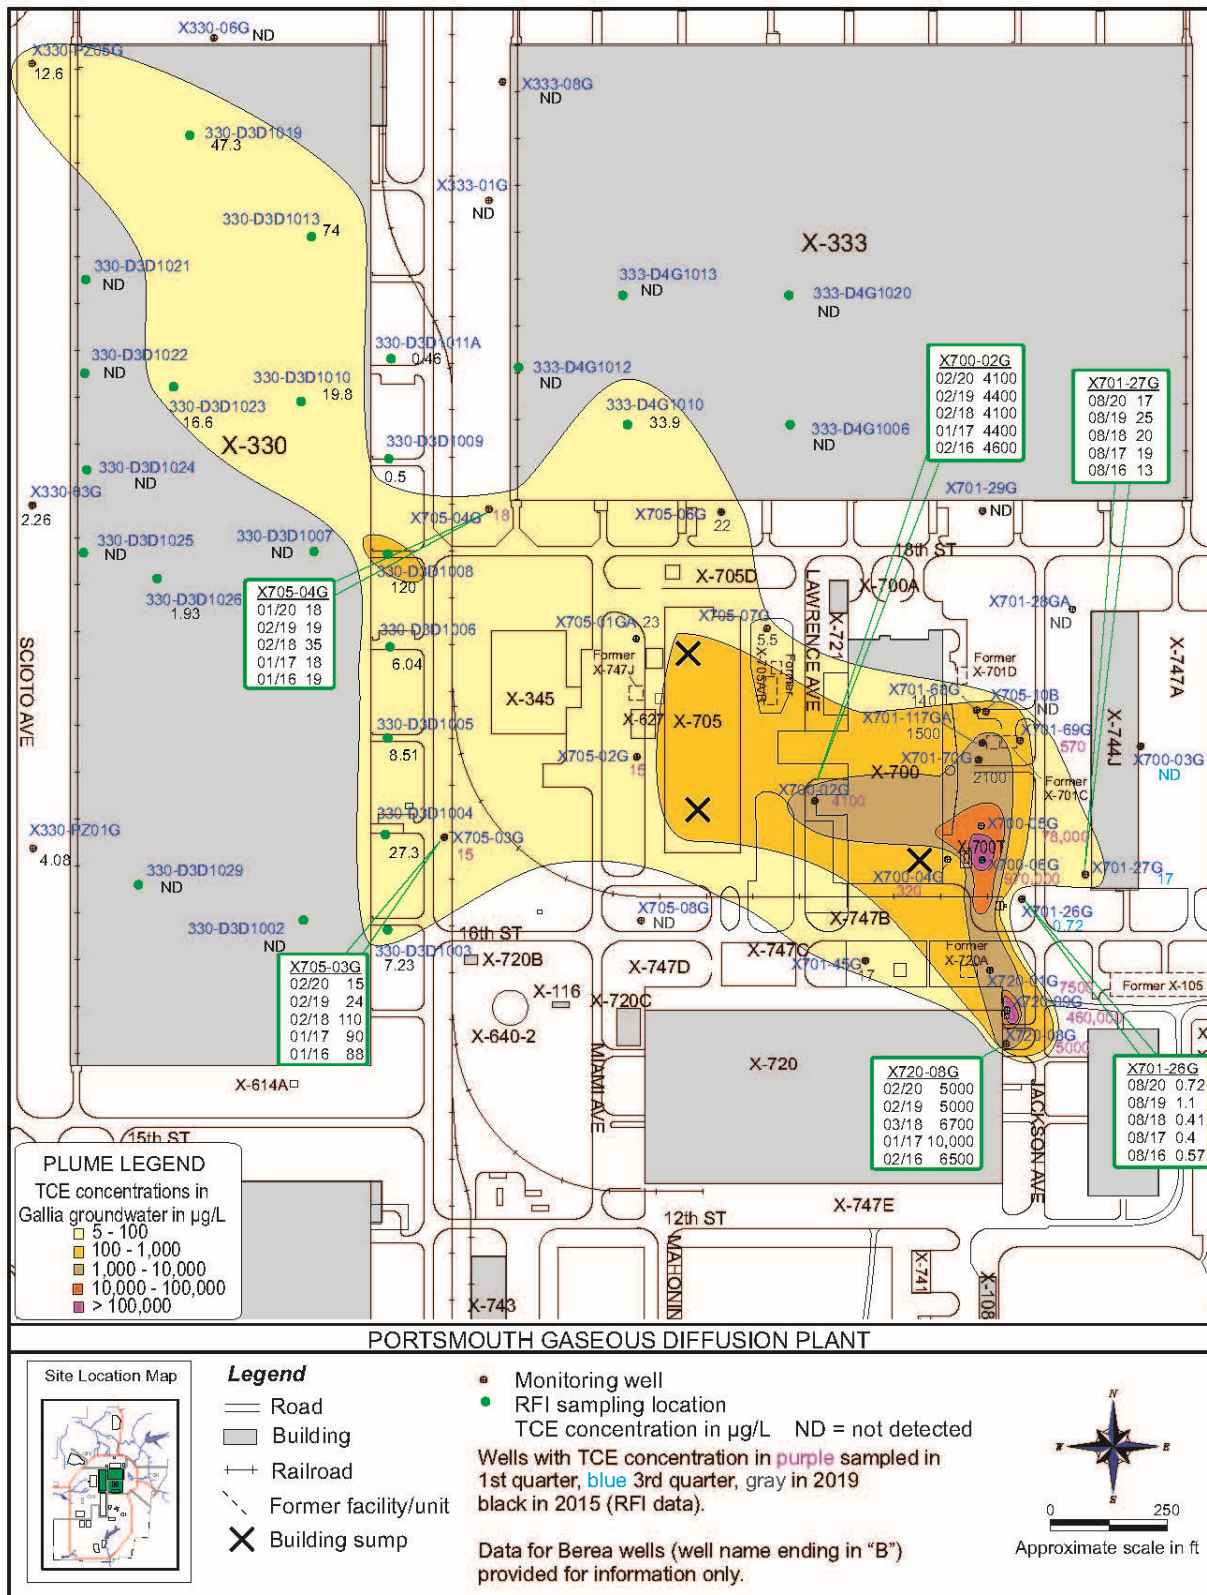 X330-06G
ND
X330-PZ05G
12.6
X333-08G
ND
330-D3D1019
47.3
X333-01G
ND
330-D3D1013
74
X-333
330-D3D1021
ND
333-D4G1013
ND
333-D4G1020
ND
330-D3D1011A
0.46
330-D3D1022
ND
333-D4G1012
ND
X700-02G
02/20 4100
02/19 4400
02/18 4100
01/17 4400
02/16 4600
X701-27G
08/20 17
08/19 25
08/18 20
08/17 19
08/16 13
330-D3D1010
19.8
330-D3D1023
16.6
333-D4G1010
33.9
333-D4G1006
ND
X-330
330-D3D1009
0.5
330-D3D1024
ND
X330-03G
2.26
X705-04G
18
X705-06G
22
X701-29G
ND
330-D3D1025
ND
330-D3D1007
ND
18th ST
330-D3D1008
120
X-705D
X-700A
LAWRENCE AVE
330-D3D1026
1.93
X705-04G
01/20 18
02/19 19
02/18 35
01/17 18
01/16 19
X701-28GA
ND
X705-01GA
23
X705-07G
5.5
X-721
330-D3D1006
6.04
Former
X-747J
Former
X-705A/B
Former
X-701D
X-747A
SCIOTO AVE
X-345
X-627
X-705
X701-68G
140
X705-10B
ND
X701-117GA
1500
X701-69G
570
X-744J
330-D3D1005
8.51
X705-02G
15
X-700
X701-70G
2100
Former
X-701C
X700-03G
ND
X700-02G
4100
330-D3D1004
27.3
X330-PZ01G
4.08
X705-03G
15
X700-05G
78,000
X-700T
X700-06G
970,000
X700-04G
320
X701-27G
17
330-D3D1029
ND
X705-08G
ND
X-747B
X701-26G
0.72
330-D3D1002
ND
16th ST
330-D3D1003
7.23
X-720B
X-747D
X-747C
X701-45G
17
Former
X-720A
X720-01G
7500
Former X-105
X705-03G
02/20 15
02/19 24
02/18 110
01/17 90
01/16 88
X-116
X-720C
X-640-2
X720-09G
460,000
X720-08G
5000
X-614A
MIAMI AVE
X-720
X720-08G
02/20 5000
02/19 5000
03/18 6700
01/17 10,000
02/16 6500
JACKSON AVE
X701-26G
08/20 0.72
08/19 1.1
08/18 0.41
08/17 0.4
08/16 0.57
15th ST
PLUME LEGEND
TCE concentrations in
Gallia groundwater in µg/L
5 - 100
100 - 1,000
1,000 - 10,000
10,000 - 100,000
> 100,000
X-747E
12th ST
MAHONIN
X-743
X-741
X-108
PORTSMOUTH GASEOUS DIFFUSION PLANT
Site Location Map
Legend
Road
Building
Railroad
Former facility/unit
Building sump
Monitoring well
RFI sampling location
TCE concentration in µg/L ND = not detected
Wells with TCE concentration in purple sampled in
1st quarter, blue 3rd quarter, gray in 2019
black in 2015 (RFI data).
Data for Berea wells (well name ending in “B”)
provided for information only.
N
W
E
S
0 250
Approximate scale in ft